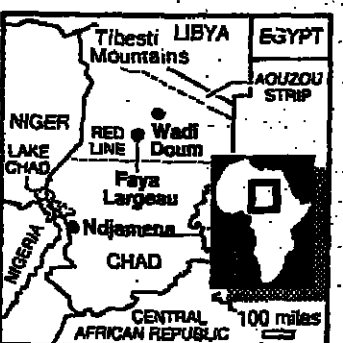 Tibesti
Mountains
LIBYA
EGYPT
AOUZOU
STRIP
NIGER
LAKE
CHAD
RED
LINE
Wadi
Doum
Faya
Largeau
Ndjamena
NIGERIA
CHAD
CENTRAL
AFRICAN REPUBLIC
100 miles